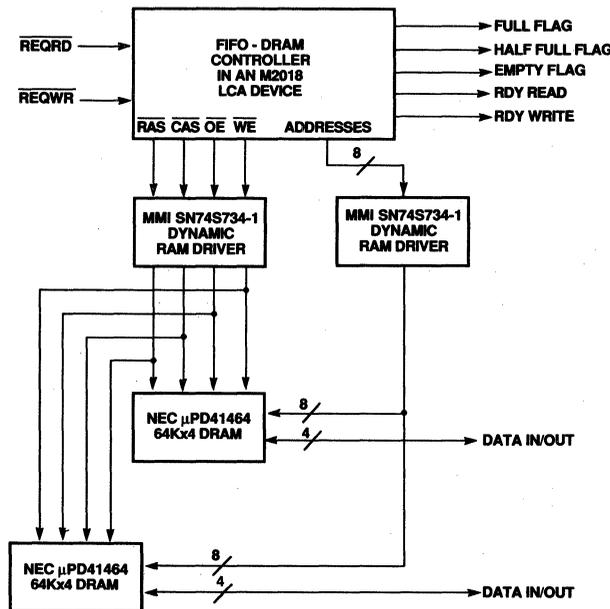 REQRD
REQWR
FIFO - DRAM
CONTROLLER
IN AN M2018
LCA DEVICE
RAS CAS OE WE ADDRESSES
FULL FLAG
HALF FULL FLAG
EMPTY FLAG
RDY READ
RDY WRITE
8
MMI SN74S734-1
DYNAMIC
RAM DRIVER
MMI SN74S734-1
DYNAMIC
RAM DRIVER
NEC μPD41464
64Kx4 DRAM
8
4
DATA IN/OUT
NEC μPD41464
64Kx4 DRAM
8
4
DATA IN/OUT